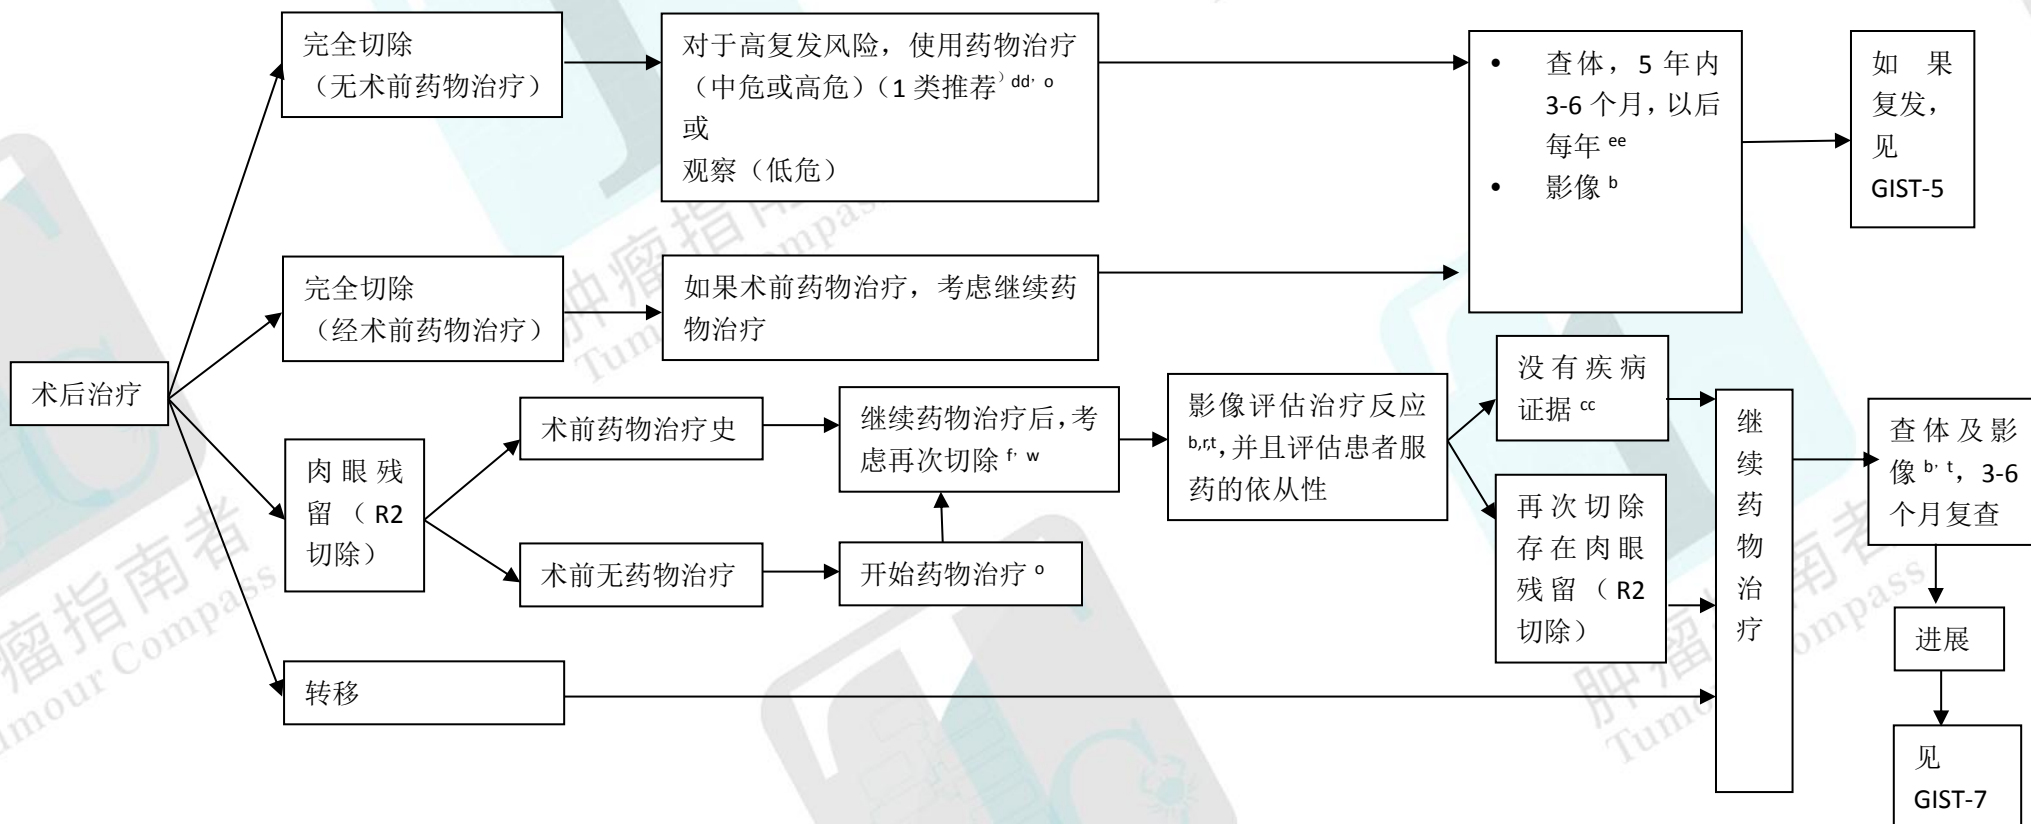 术后治疗
完全切除
（无术前药物治疗）
对于高复发风险，使用药物治疗
（中危或高危）（1 类推荐）dd，o
或
观察（低危）
• 查体，5 年内
3-6 个月，以后
每年 ee
• 影像 b
如果
复发，
见
GIST-5
完全切除
（经术前药物治疗）
如果术前药物治疗，考虑继续药
物治疗
肉眼残
留（R2
切除）
术前药物治疗史
继续药物治疗后，考
虑再次切除 f，w
术前无药物治疗
开始药物治疗 o
影像评估治疗反应
b,r,t，并且评估患者服
药的依从性
没有疾病
证据 cc
再次切除
存在肉眼
残留（R2
切除）
转移
继
续
药
物
治
疗
查体及影
像 b，t，3-6
个月复查
进展
见
GIST-7
肿瘤指南者
Tumour Compass